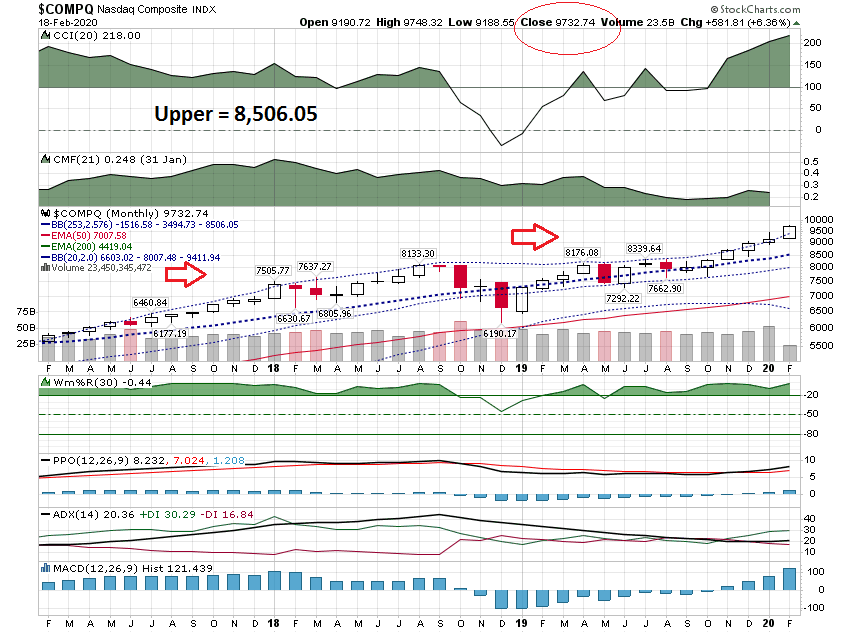 $COMPQ Nasdaq Composite INDX
© StockCharts.com
18-Feb-2020
Open 9190.72 High 9748.32 Low 9188.55 Close 9732.74 Volume 23.5B Chg +581.81 (+6.36%)
CCI(20) 218.00
200
150
100
50
0
Upper = 8,506.05
CMF(21) 0.248 (31 Jan)
0.5
0.4
0.3
0.2
$COMPQ (Monthly) 9732.74
BB(253,2.576) -1516.58 - 3494.73 - 8506.05
EMA(50) 7007.58
EMA(200) 4419.04
BB(20,2.0) 6603.02 - 8007.48 - 9411.94
Volume 23,450,345,472
10000
9500
9000
8500
8000
7500
7000
6500
6000
5500
75B
50B
25B
6460.84
6177.19
7505.77
7637.27
6630.67
6805.96
8133.30
6190.17
8176.08
7292.22
8339.64
7662.90
F M A M J J A S O N D 18 F M A M J J A S O N D 19 F M A M J J A S O N D 20 F
Wm%R(30) -0.44
-20
-50
-80
PPO(12,26,9) 8.232, 7.024, 1.208
10
5
0
ADX(14) 20.36 +DI 30.29 -DI 16.84
40
30
20
10
MACD(12,26,9) Hist 121.439
100
0
-100
F M A M J J A S O N D 18 F M A M J J A S O N D 19 F M A M J J A S O N D 20 F